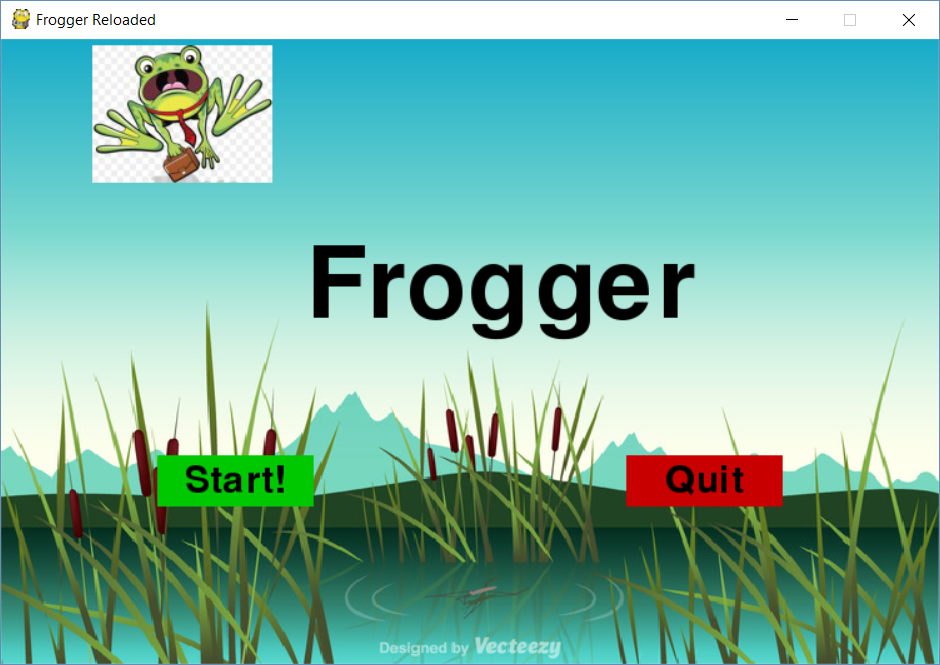 Frogger Reloaded
Frogger
Start!
Quit
Designed by Vecteezy